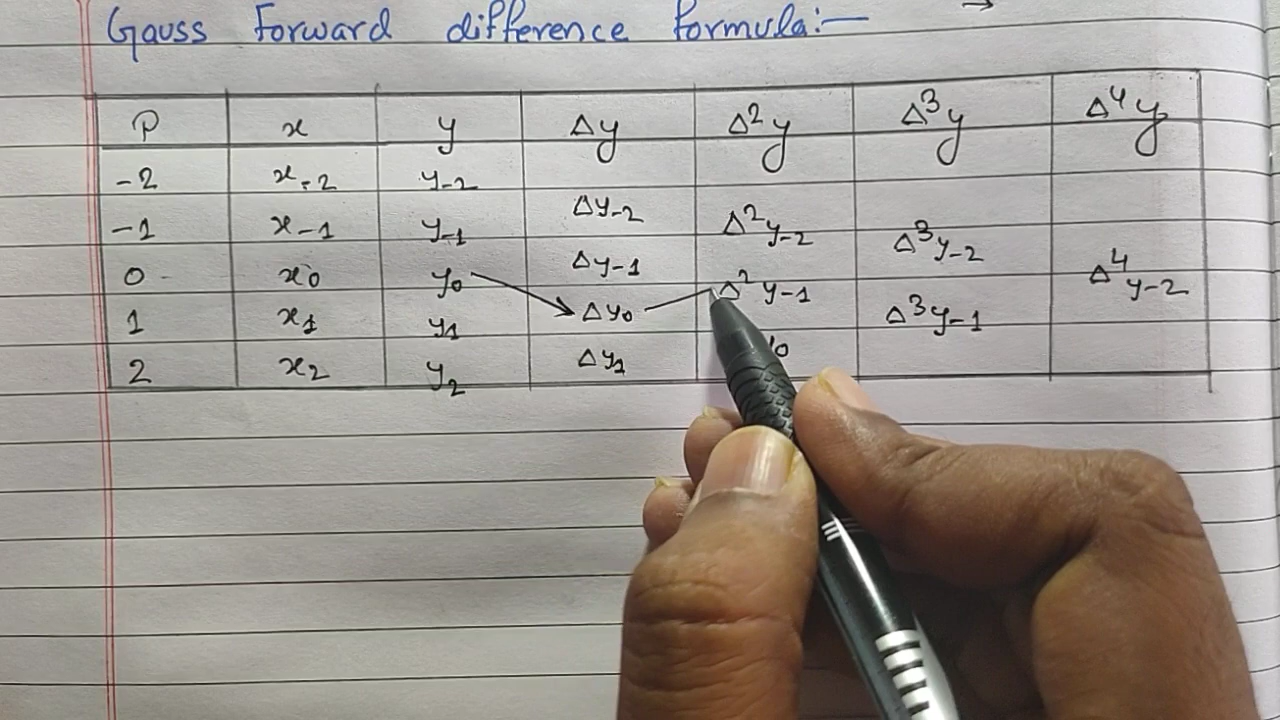 Gauss Forward difference formula:— →
P x y Δy Δ²y Δ³y Δ⁴y
-2 x₋₂ y₋₂
Δy₋₂
-1 x₋₁ y₋₁ Δ²y₋₂
Δy₋₁ Δ³y₋₂
0 x₀ y₀ Δ²y₋₁ Δ⁴y₋₂
Δy₀ Δ³y₋₁
1 x₁ y₁
Δy₁
2 x₂ y₂